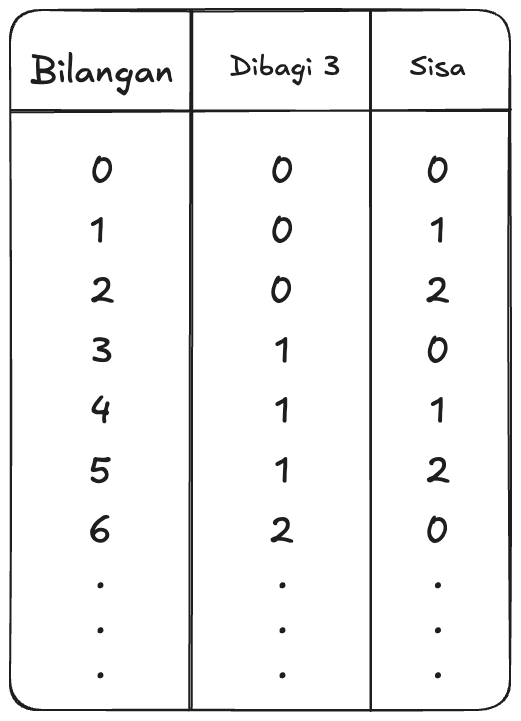 Bilangan Dibagi 3 Sisa
0 0 0
1 0 1
2 0 2
3 1 0
4 1 1
5 1 2
6 2 0
. . .
. . .
. . .